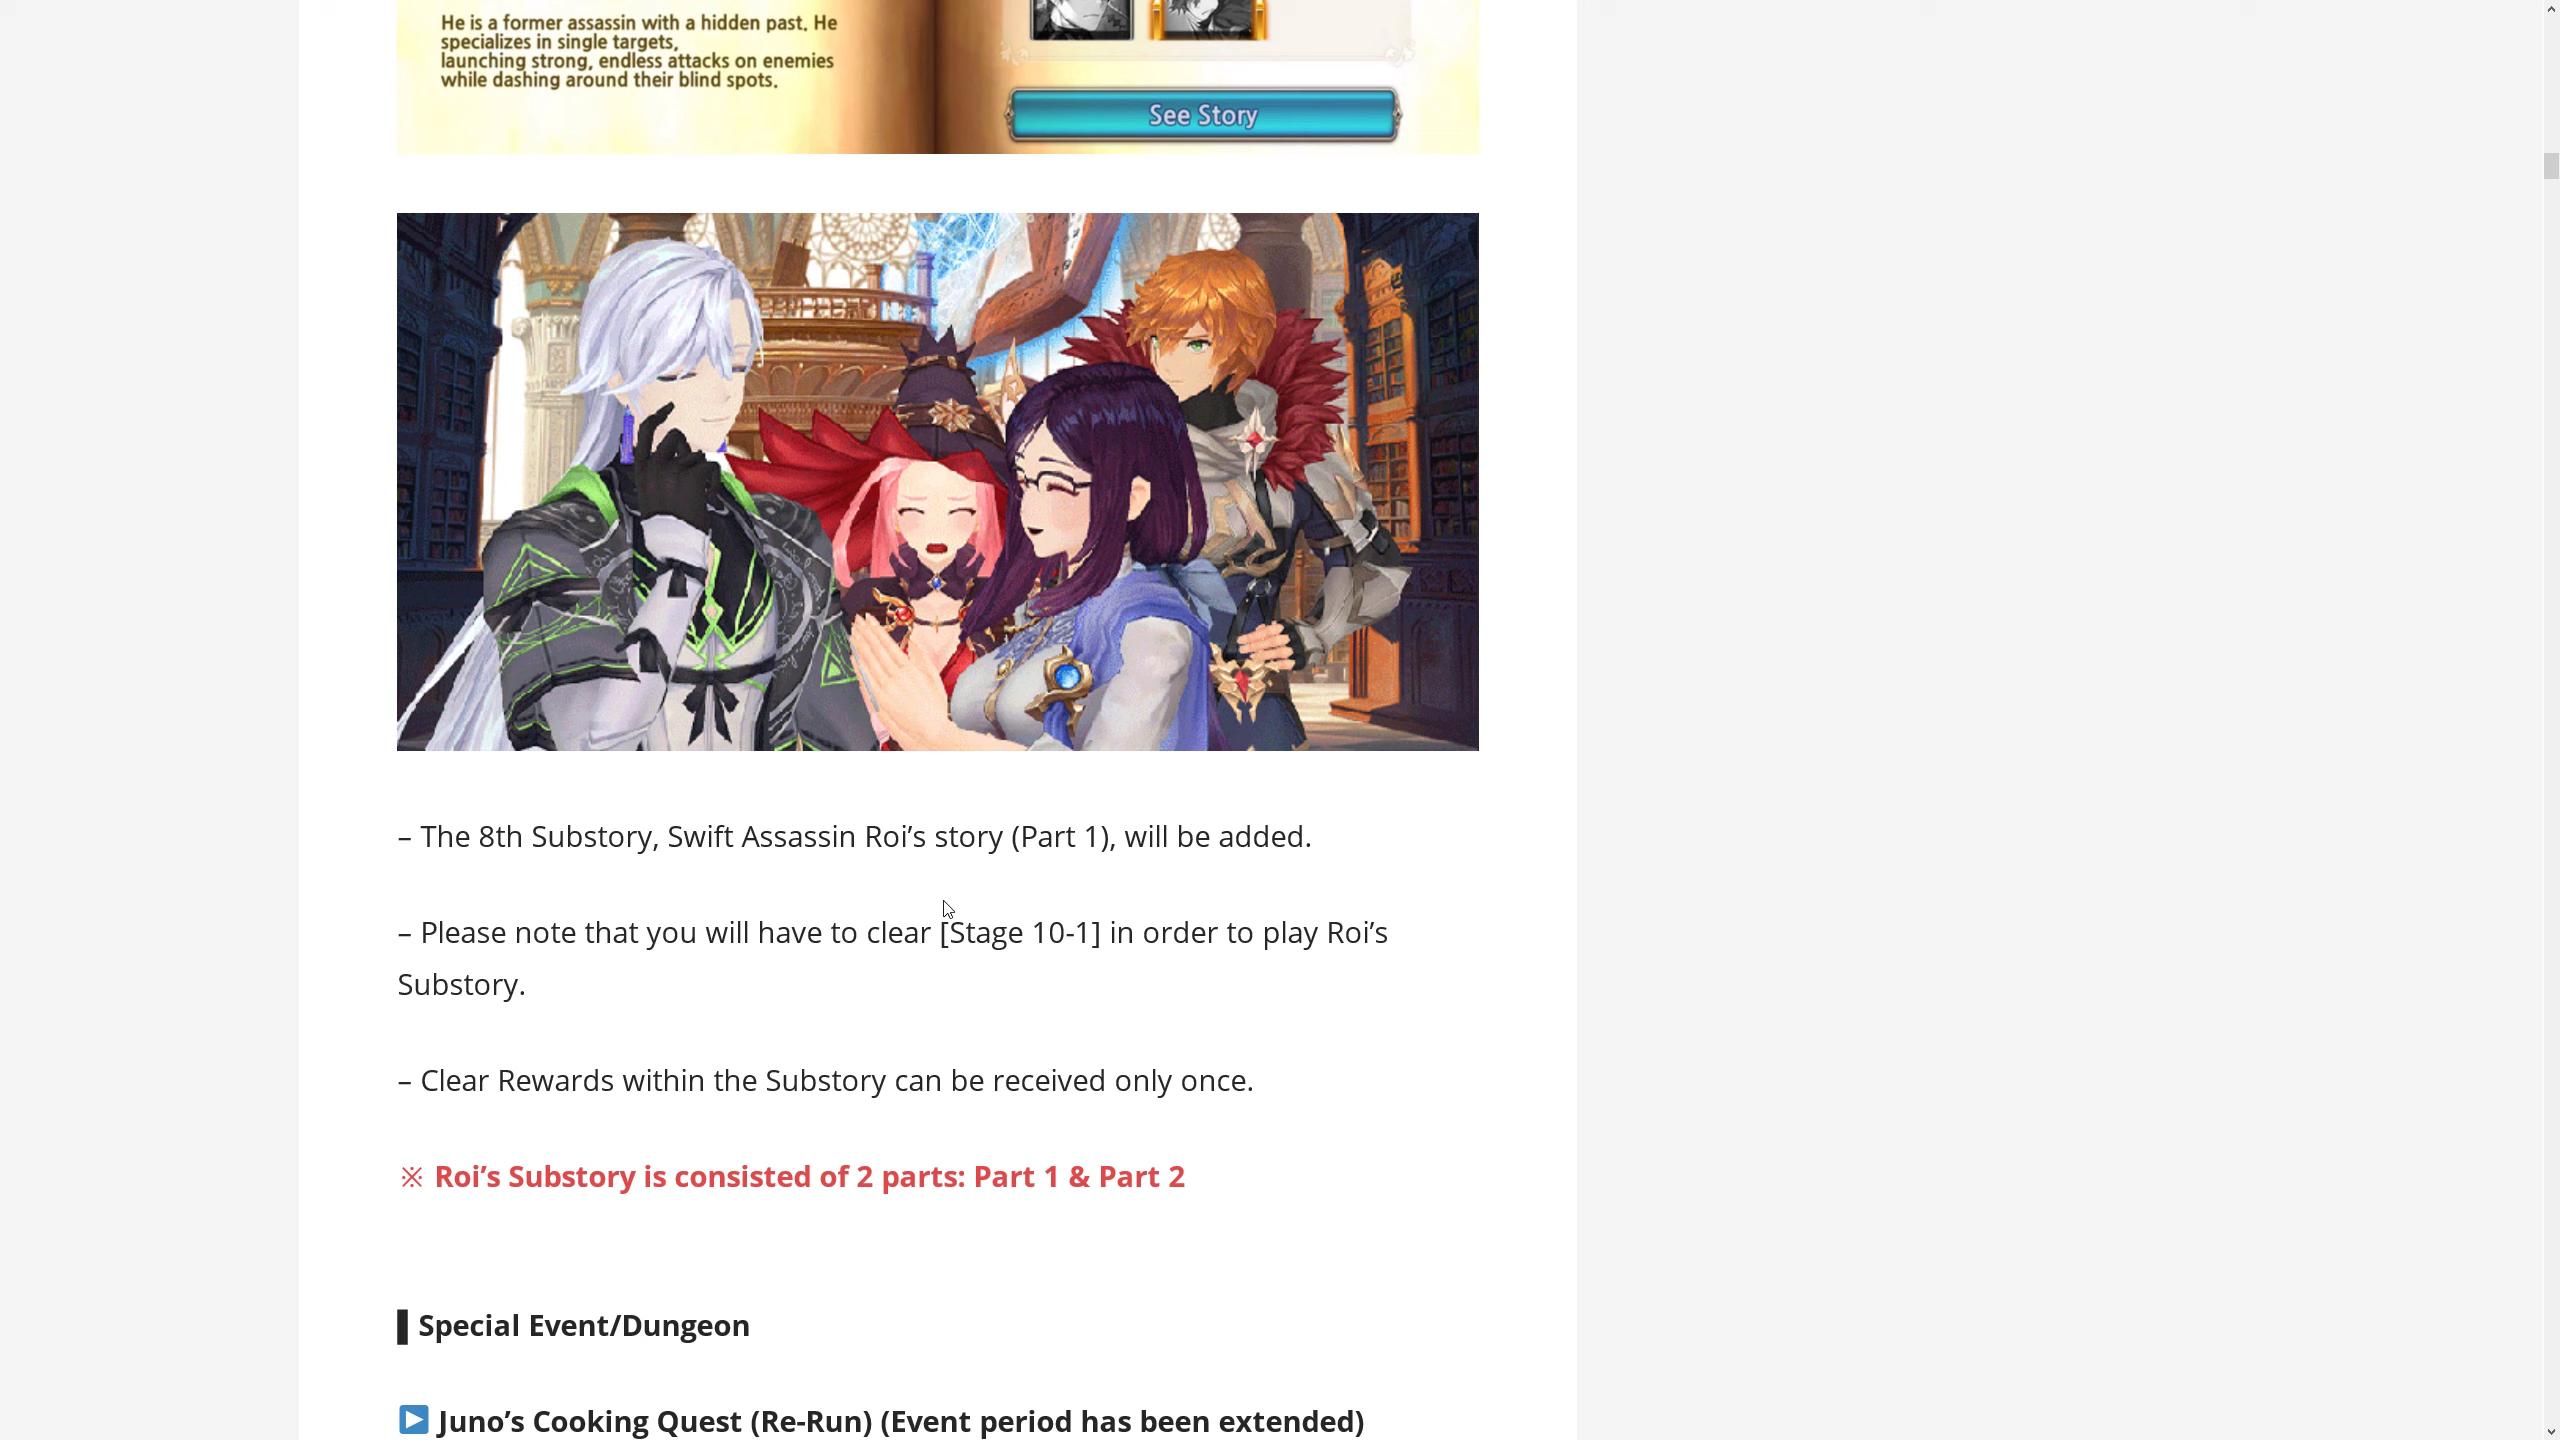 He is a former assassin with a hidden past. He
specializes in single targets,
launching strong, endless attacks on enemies
while dashing around their blind spots.
See Story
– The 8th Substory, Swift Assassin Roi’s story (Part 1), will be added.
– Please note that you will have to clear [Stage 10-1] in order to play Roi’s
Substory.
– Clear Rewards within the Substory can be received only once.
※ Roi’s Substory is consisted of 2 parts: Part 1 & Part 2
▌Special Event/Dungeon
▶ Juno’s Cooking Quest (Re-Run) (Event period has been extended)